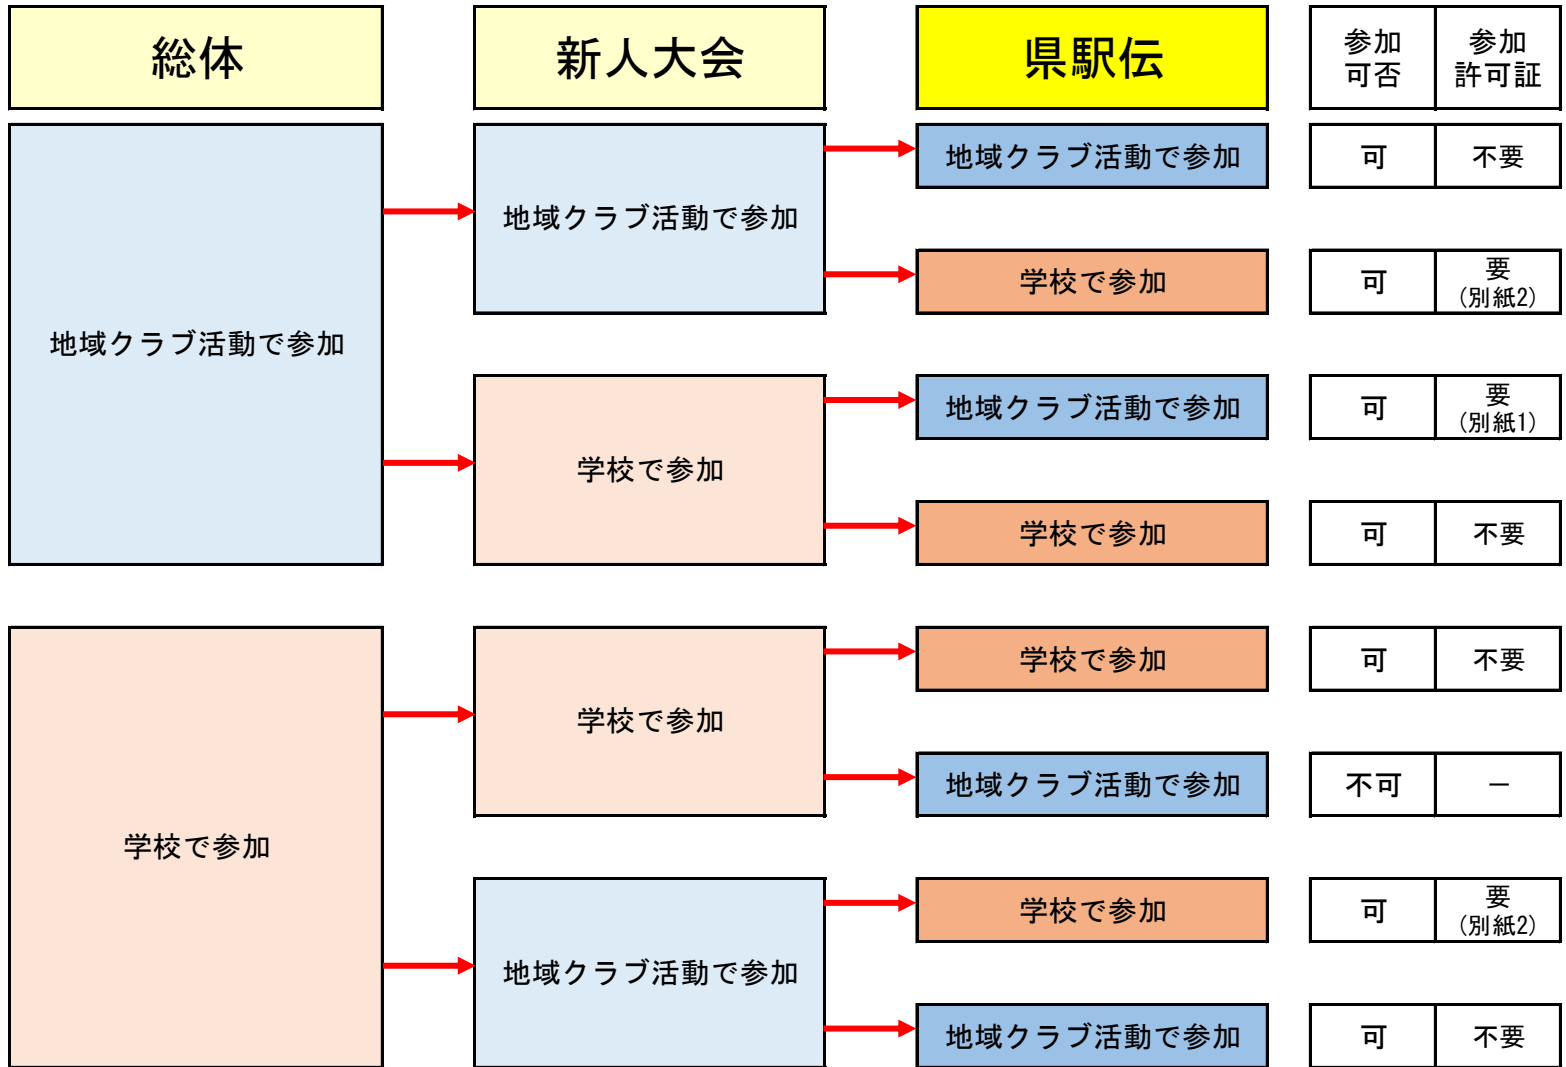 総体
新人大会
県駅伝
参加
可否
参加
許可証
地域クラブ活動で参加
地域クラブ活動で参加
地域クラブ活動で参加
可
不要
学校で参加
可
要
(別紙2)
学校で参加
地域クラブ活動で参加
可
要
(別紙1)
学校で参加
可
不要
学校で参加
学校で参加
学校で参加
可
不要
地域クラブ活動で参加
不可
－
地域クラブ活動で参加
学校で参加
可
要
(別紙2)
地域クラブ活動で参加
可
不要